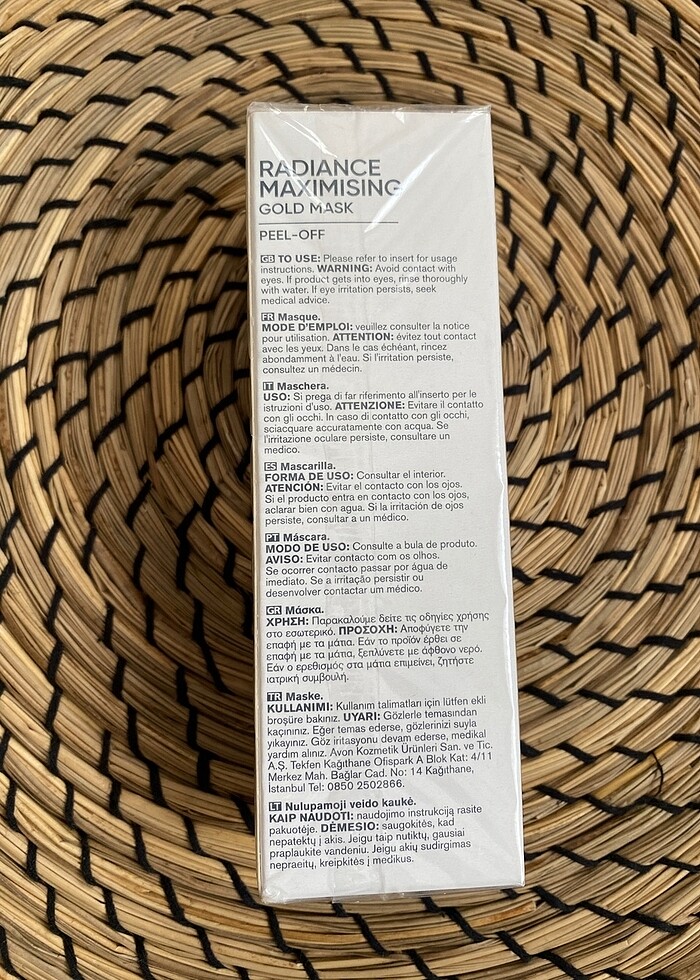 RADIANCE
MAXIMISING
GOLD MASK
PEEL-OFF
GB TO USE: Please refer to insert for usage
instructions. WARNING: Avoid contact with
eyes. If product gets into eyes, rinse thoroughly
with water. If eye irritation persists, seek
medical advice.
FR Masque.
MODE D'EMPLOI: veuillez consulter la notice
pour utilisation. ATTENTION: évitez tout contact
avec les yeux. Dans le cas échéant, rincez
abondamment à l'eau. Si l'irritation persiste,
consultez un médecin.
IT Maschera.
USO: Si prega di far riferimento all'inserto per le
istruzioni d'uso. ATTENZIONE: Evitare il contatto
con gli occhi. In caso di contatto con gli occhi,
sciacquare accuratamente con acqua. Se
l'irritazione oculare persiste, consultare un
medico.
ES Mascarilla.
FORMA DE USO: Consultar el interior.
ATENCIÓN: Evitar el contacto con los ojos.
Si el producto entra en contacto con los ojos,
aclarar bien con agua. Si la irritación de ojos
persiste, consultar a un médico.
PT Máscara.
MODO DE USO: Consulte a bula de produto.
AVISO: Evitar contacto com os olhos.
Se ocorrer contacto passar por água de
imediato. Se a irritação persistir ou
desenvolver contactar um médico.
GR Μάσκα.
ΧΡΗΣΗ: Παρακαλούμε δείτε τις οδηγίες χρήσης
στο εσωτερικό. ΠΡΟΣΟΧΗ: Αποφύγετε την
επαφή με τα μάτια. Εάν το προϊόν έρθει σε
επαφή με τα μάτια, ξεπλύνετε με άφθονο νερό.
Εάν ο ερεθισμός στα μάτια επιμείνει, ζητήστε
ιατρική συμβουλή.
TR Maske.
KULLANIMI: Kullanım talimatları için lütfen ekli
broşüre bakınız. UYARI: Gözlerle temasından
kaçınınız. Eğer temas ederse, gözlerinizi suyla
yıkayınız. Göz iritasyonu devam ederse, medikal
yardım alınız. Avon Kozmetik Ürünleri San. ve Tic.
A.Ş. Tekfen Kağıthane Ofispark A Blok Kat: 4/11
Merkez Mah. Bağlar Cad. No: 14 Kağıthane,
İstanbul Tel: 0850 2502866.
LT Nulupamoji veido kaukė.
KAIP NAUDOTI: naudojimo instrukciją rasite
pakuotėje. DĖMESIO: saugokitės, kad
nepatektų į akis. Jeigu taip nutiktų, gausiai
praplaukite vandeniu. Jeigu akių sudirgimas
nepraeitų, kreipkitės į medikus.